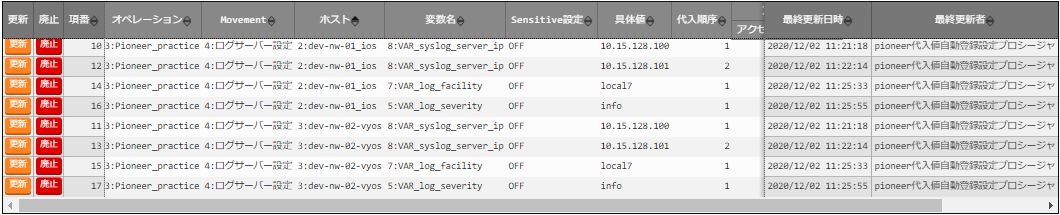 更新 廃止 項番 オペレーション Movement ホスト 変数名 Sensitive設定 具体値 代入順序 最終更新日時 最終更新者
アクセ
更新 廃止 10 3:Pioneer_practice 4:ログサーバー設定 2:dev-nw-01_ios 8:VAR_syslog_server_ip OFF 10.15.128.100 1 2020/12/02 11:21:18 pioneer代入値自動登録設定プロシージャ
更新 廃止 12 3:Pioneer_practice 4:ログサーバー設定 2:dev-nw-01_ios 8:VAR_syslog_server_ip OFF 10.15.128.101 2 2020/12/02 11:22:14 pioneer代入値自動登録設定プロシージャ
更新 廃止 14 3:Pioneer_practice 4:ログサーバー設定 2:dev-nw-01_ios 7:VAR_log_facility OFF local7 1 2020/12/02 11:25:33 pioneer代入値自動登録設定プロシージャ
更新 廃止 16 3:Pioneer_practice 4:ログサーバー設定 2:dev-nw-01_ios 5:VAR_log_severity OFF info 1 2020/12/02 11:25:55 pioneer代入値自動登録設定プロシージャ
更新 廃止 11 3:Pioneer_practice 4:ログサーバー設定 3:dev-nw-02-vyos 8:VAR_syslog_server_ip OFF 10.15.128.100 1 2020/12/02 11:21:18 pioneer代入値自動登録設定プロシージャ
更新 廃止 13 3:Pioneer_practice 4:ログサーバー設定 3:dev-nw-02-vyos 8:VAR_syslog_server_ip OFF 10.15.128.101 2 2020/12/02 11:22:14 pioneer代入値自動登録設定プロシージャ
更新 廃止 15 3:Pioneer_practice 4:ログサーバー設定 3:dev-nw-02-vyos 7:VAR_log_facility OFF local7 1 2020/12/02 11:25:33 pioneer代入値自動登録設定プロシージャ
更新 廃止 17 3:Pioneer_practice 4:ログサーバー設定 3:dev-nw-02-vyos 5:VAR_log_severity OFF info 1 2020/12/02 11:25:55 pioneer代入値自動登録設定プロシージャ